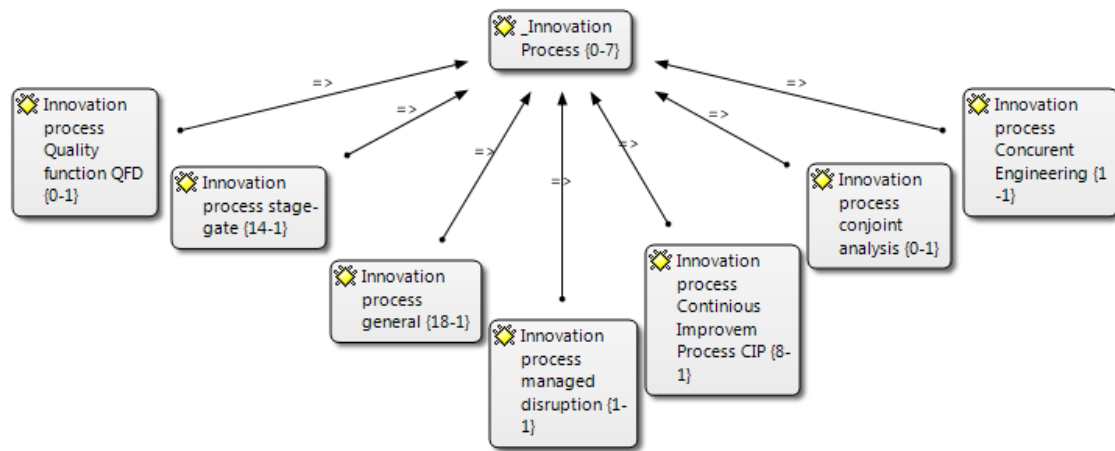 _Innovation
Process {0-7}
=>
=>
=>
=>
=>
=>
=>
Innovation
process
Quality
function QFD
{0-1}
Innovation
process stage-
gate {14-1}
Innovation
process
general {18-1}
Innovation
process
managed
disruption {1-
1}
Innovation
process
Continious
Improvem
Process CIP {8-
1}
Innovation
process
conjoint
analysis {0-1}
Innovation
process
Concurent
Engineering {1
-1}